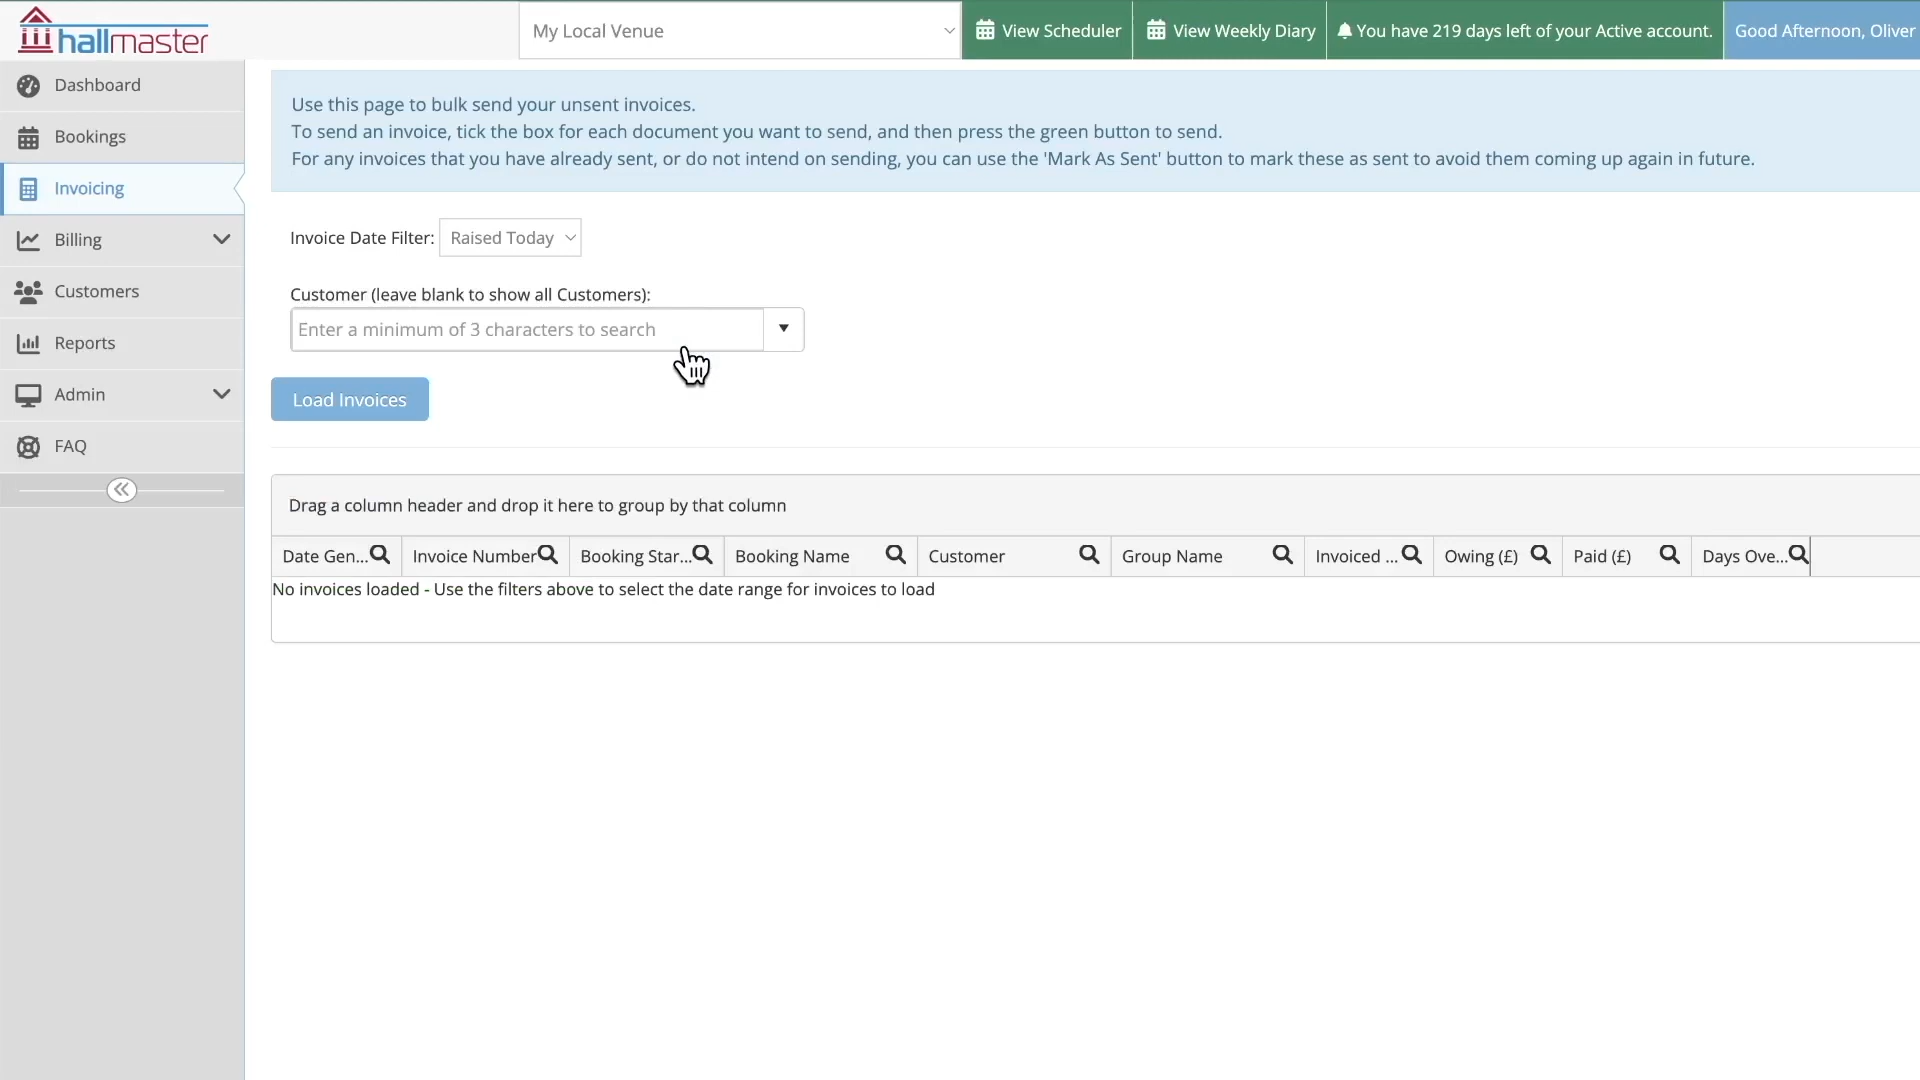 hallmaster
My Local Venue
View Scheduler
View Weekly Diary
You have 219 days left of your Active account.
Good Afternoon, Oliver
Dashboard
Bookings
Invoicing
Billing
Customers
Reports
Admin
FAQ
Use this page to bulk send your unsent invoices.
To send an invoice, tick the box for each document you want to send, and then press the green button to send.
For any invoices that you have already sent, or do not intend on sending, you can use the 'Mark As Sent' button to mark these as sent to avoid them coming up again in future.
Invoice Date Filter: Raised Today
Customer (leave blank to show all Customers):
Enter a minimum of 3 characters to search
Load Invoices
Drag a column header and drop it here to group by that column
Date Gen... Invoice Number Booking Star... Booking Name Customer Group Name Invoiced ... Owing (£) Paid (£) Days Ove...
No invoices loaded - Use the filters above to select the date range for invoices to load